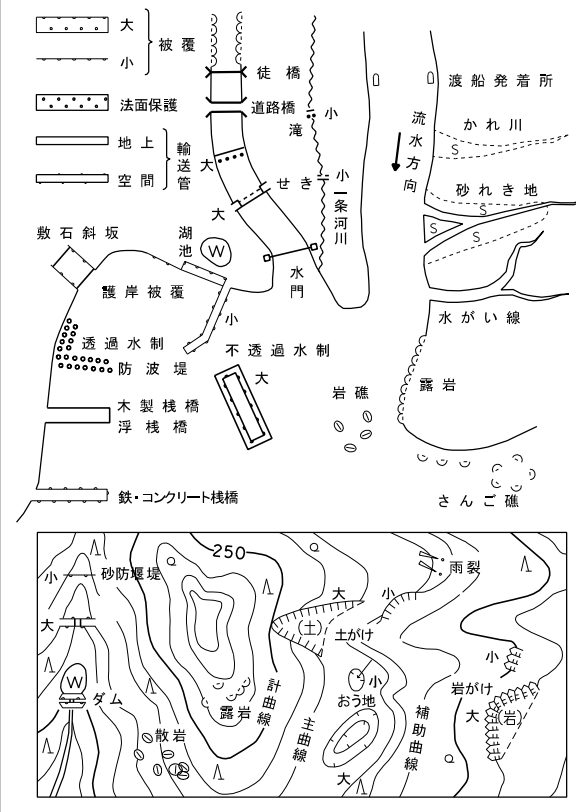 大
小
被覆
法面保護
地上
空間
輸送管
徒橋
道路橋
小
滝
大
せき
小
大
一条河川
水門
湖池
W
敷石斜坂
護岸被覆
小
透過水制
防波堤
不透過水制
大
木製桟橋
浮桟橋
鉄・コンクリート桟橋
渡船発着所
流水方向
かれ川
S
砂れき地
S
S
S
水がい線
露岩
岩礁
さんご礁
250
小
砂防堰堤
大
W
ダム
散岩
露岩
計曲線
主曲線
大
小
(土)
土がけ
雨裂
小
おう地
大
補助曲線
小
岩がけ
大
(岩)